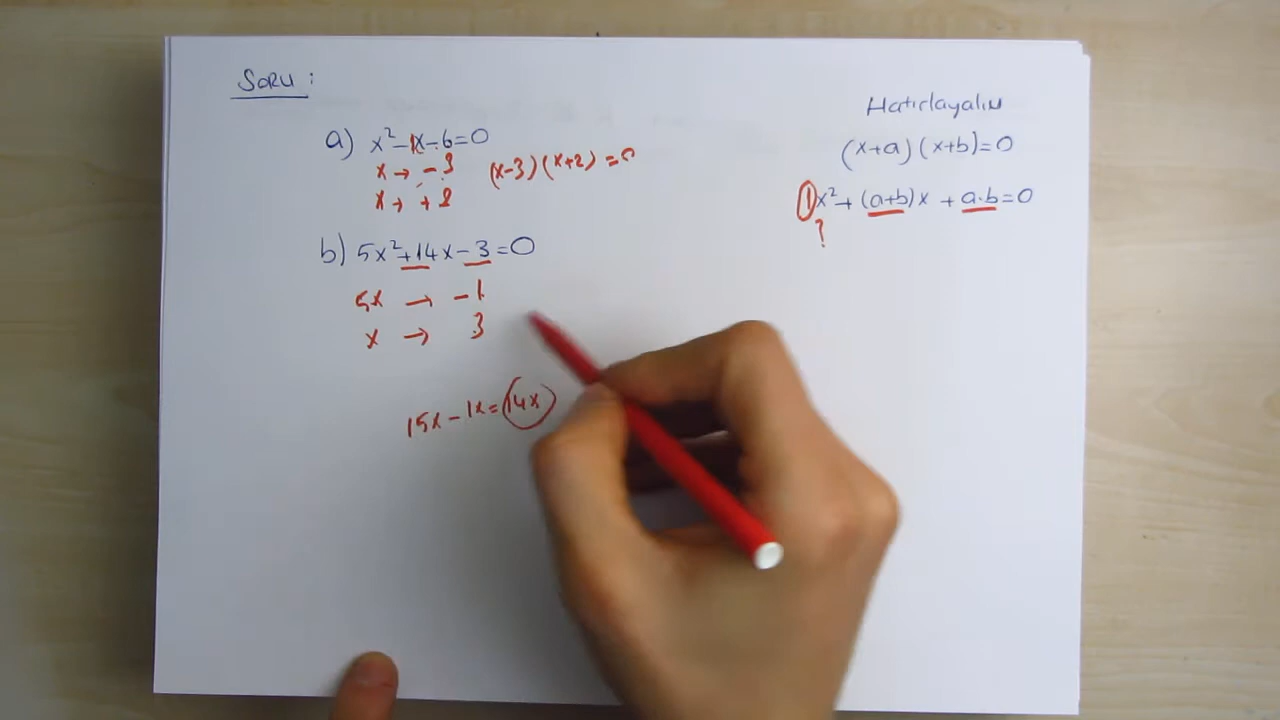 Soru :
a) x²-1x-6=0
x → -3 (x-3)(x+2)=0
x → +2
b) 5x²+14x-3=0
5x → -1
x → 3
15x-1x=14x
Hatırlayalım
(x+a)(x+b)=0
1x²+(a+b)x + a.b=0
?